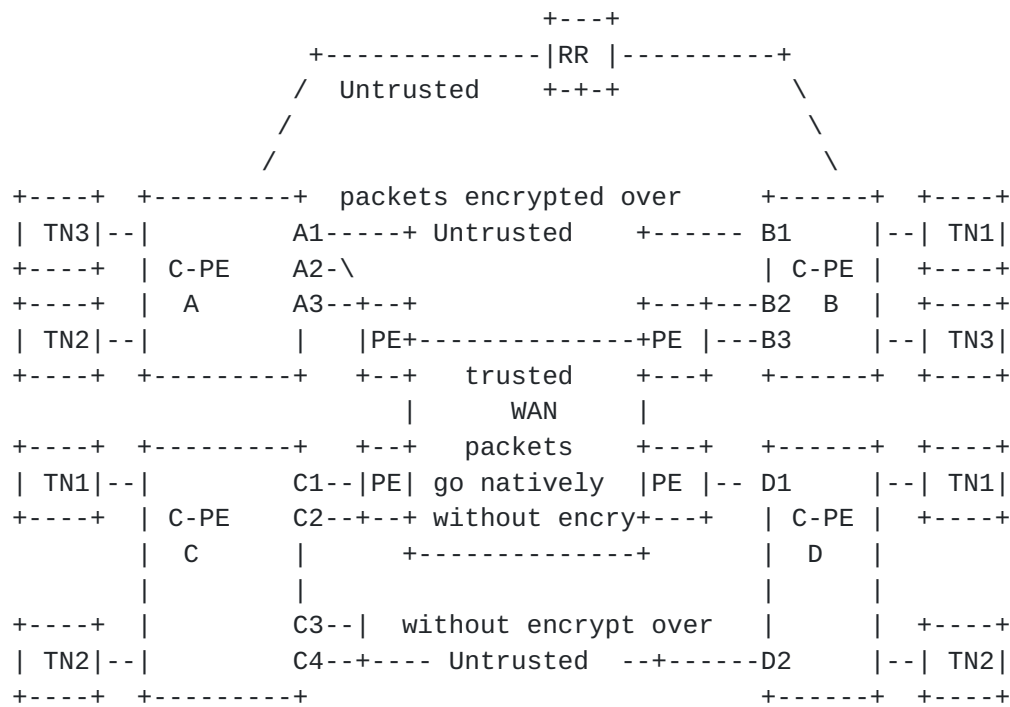 +---+
+--------------|RR |----------+
/  Untrusted    +-+-+           \
/                                  \
/                                    \
+----+  +---------+  packets encrypted over       +------+  +----+
| TN3|--|         A1-----+ Untrusted    +------ B1       |--| TN1|
+----+  | C-PE    A2-\                          | C-PE |  +----+
+----+  |  A      A3--+--+              +---+---B2  B   |  +----+
| TN2|--|         |   |PE+--------------+PE |---B3       |--| TN3|
+----+  +---------+   +--+   trusted    +---+   +------+  +----+
|      WAN     |
+----+  +---------+   +--+   packets    +---+   +------+  +----+
| TN1|--|         C1--|PE| go natively  |PE |-- D1       |--| TN1|
+----+  | C-PE    C2--+--+ without encry+---+   | C-PE |  +----+
|  C      |      +--------------+       |  D   |
|         |                             |      |
+----+  |         C3--|  without encrypt over   |      |  +----+
| TN2|--|         C4--+---- Untrusted  --+------D2       |--| TN2|
+----+  +---------+                             +------+  +----+